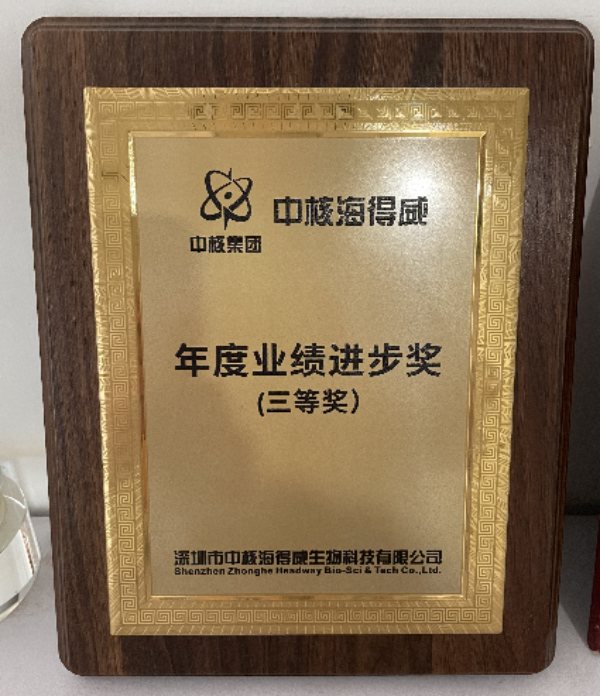 中核集团 中核海得威
年度业绩进步奖
(三等奖)
深圳市中核海得威生物科技有限公司
Shenzhen Zhonghe Headway Bio-Sci & Tech Co.,Ltd.